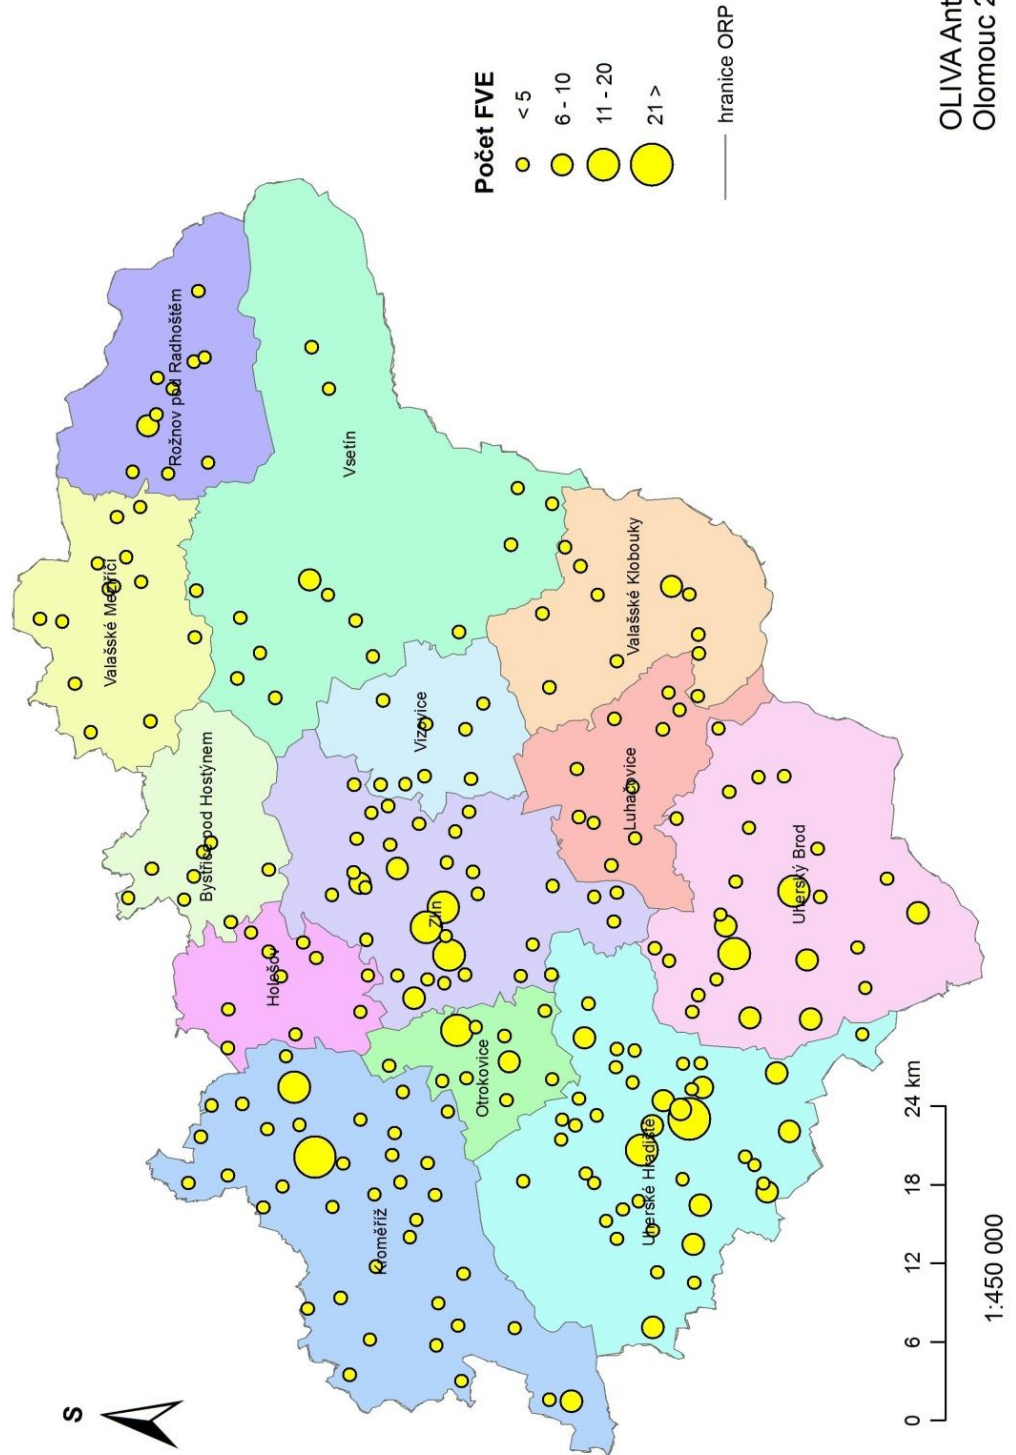 S
Rožnov pod Radhoštěm
Valašské Meziříčí
Vsetín
Bystřice pod Hostýnem
Holešov
Vizovice
Zlín
Valašské Klobouky
Luhačovice
Kroměříž
Otrokovice
Uherské Hradiště
Uherský Brod
Počet FVE
< 5
6 - 10
11 - 20
21 >
hranice ORP
0 6 12 18 24 km
1:450 000
OLIVA Ant
Olomouc 2